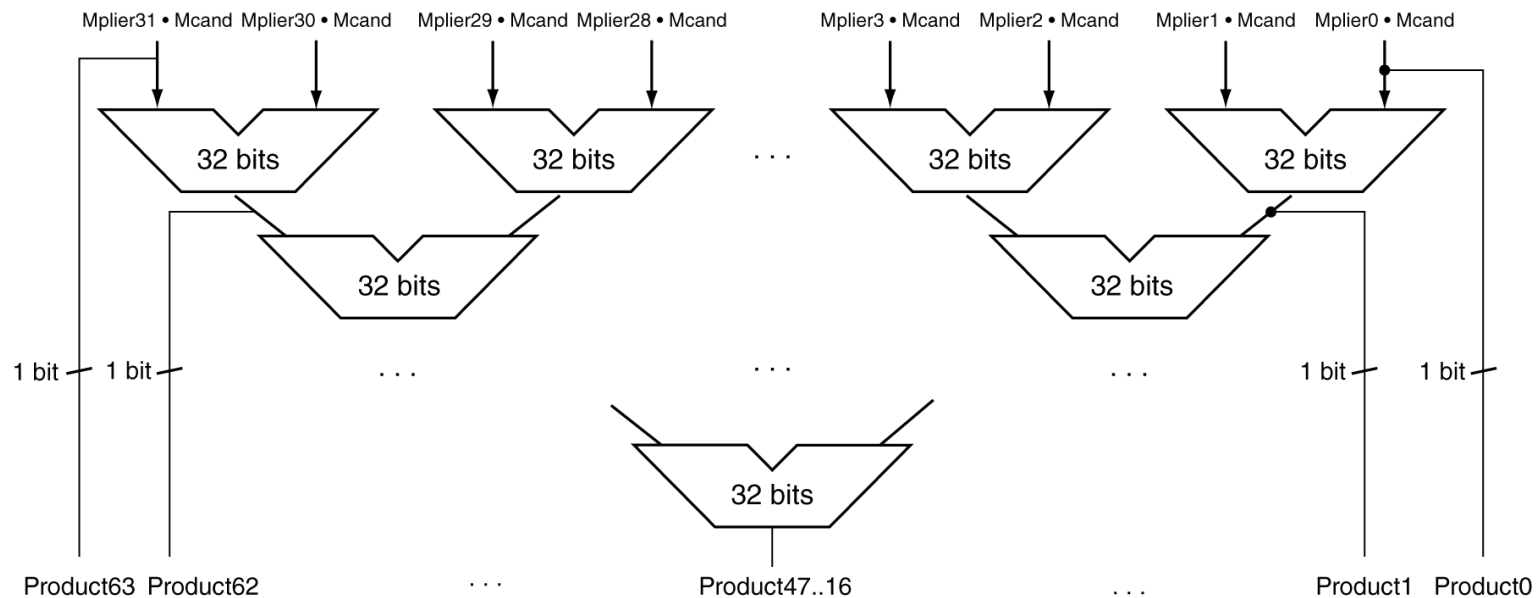 Mplier31 • Mcand Mplier30 • Mcand Mplier29 • Mcand Mplier28 • Mcand Mplier3 • Mcand Mplier2 • Mcand Mplier1 • Mcand Mplier0 • Mcand
32 bits 32 bits . . . 32 bits 32 bits
32 bits 32 bits
1 bit 1 bit . . . . . . . . . 1 bit 1 bit
32 bits
Product63 Product62 . . . Product47..16 . . . Product1 Product0